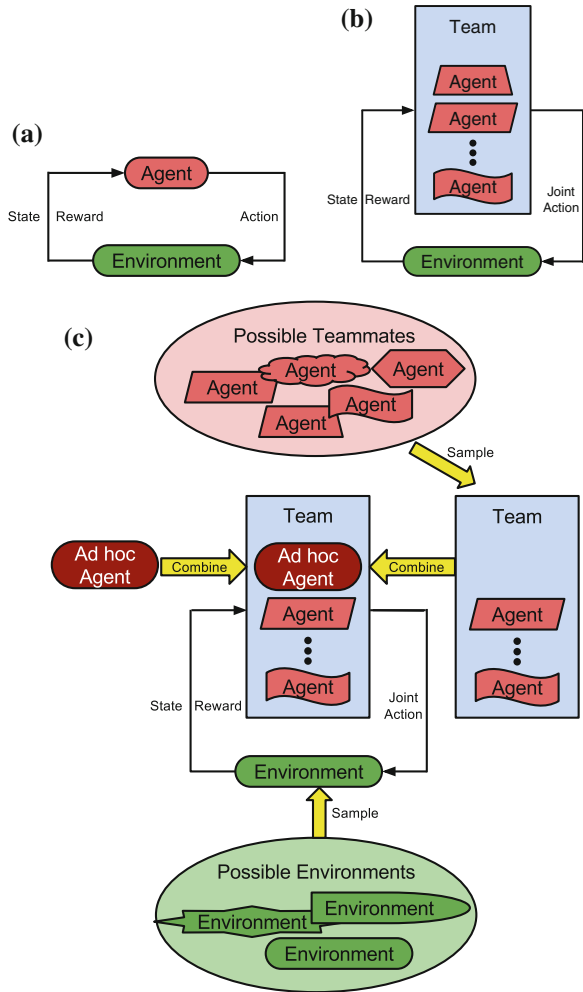 (a)
Agent
State
Reward
Action
Environment
(b)
Team
Agent
Agent
Agent
State
Reward
Joint
Action
Environment
(c)
Possible Teammates
Agent
Agent
Agent
Agent
Agent
Sample
Team
Team
Ad hoc
Agent
Combine
Ad hoc
Agent
Combine
Agent
Agent
Agent
Agent
State
Reward
Joint
Action
Environment
Sample
Possible Environments
Environment
Environment
Environment